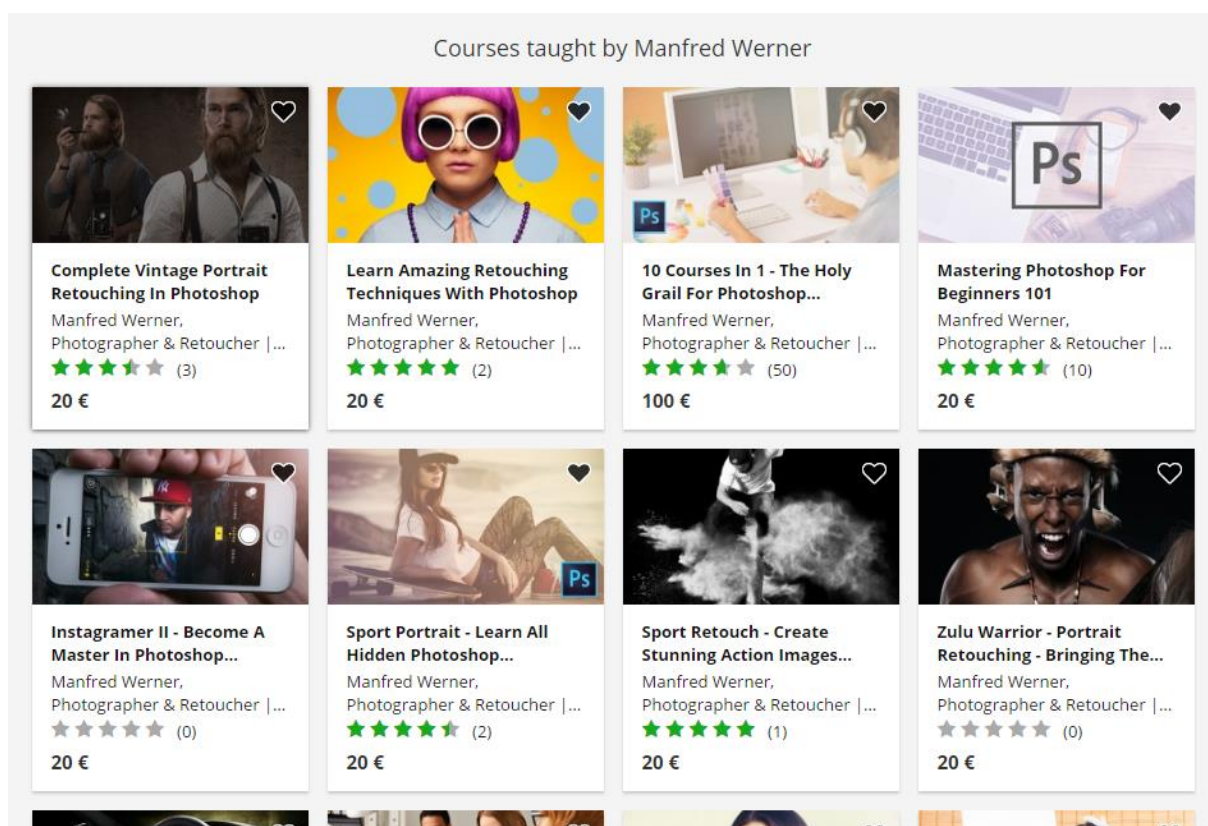 Courses taught by Manfred Werner
Complete Vintage Portrait
Retouching In Photoshop
Manfred Werner,
Photographer & Retoucher |...
(3)
20 €
Learn Amazing Retouching
Techniques With Photoshop
Manfred Werner,
Photographer & Retoucher |...
(2)
20 €
Ps
10 Courses In 1 - The Holy
Grail For Photoshop...
Manfred Werner,
Photographer & Retoucher |...
(50)
100 €
Ps
Mastering Photoshop For
Beginners 101
Manfred Werner,
Photographer & Retoucher |...
(10)
20 €
Instagramer II - Become A
Master In Photoshop...
Manfred Werner,
Photographer & Retoucher |...
(0)
20 €
Ps
Sport Portrait - Learn All
Hidden Photoshop...
Manfred Werner,
Photographer & Retoucher |...
(2)
20 €
Sport Retouch - Create
Stunning Action Images...
Manfred Werner,
Photographer & Retoucher |...
(1)
20 €
Zulu Warrior - Portrait
Retouching - Bringing The...
Manfred Werner,
Photographer & Retoucher |...
(0)
20 €